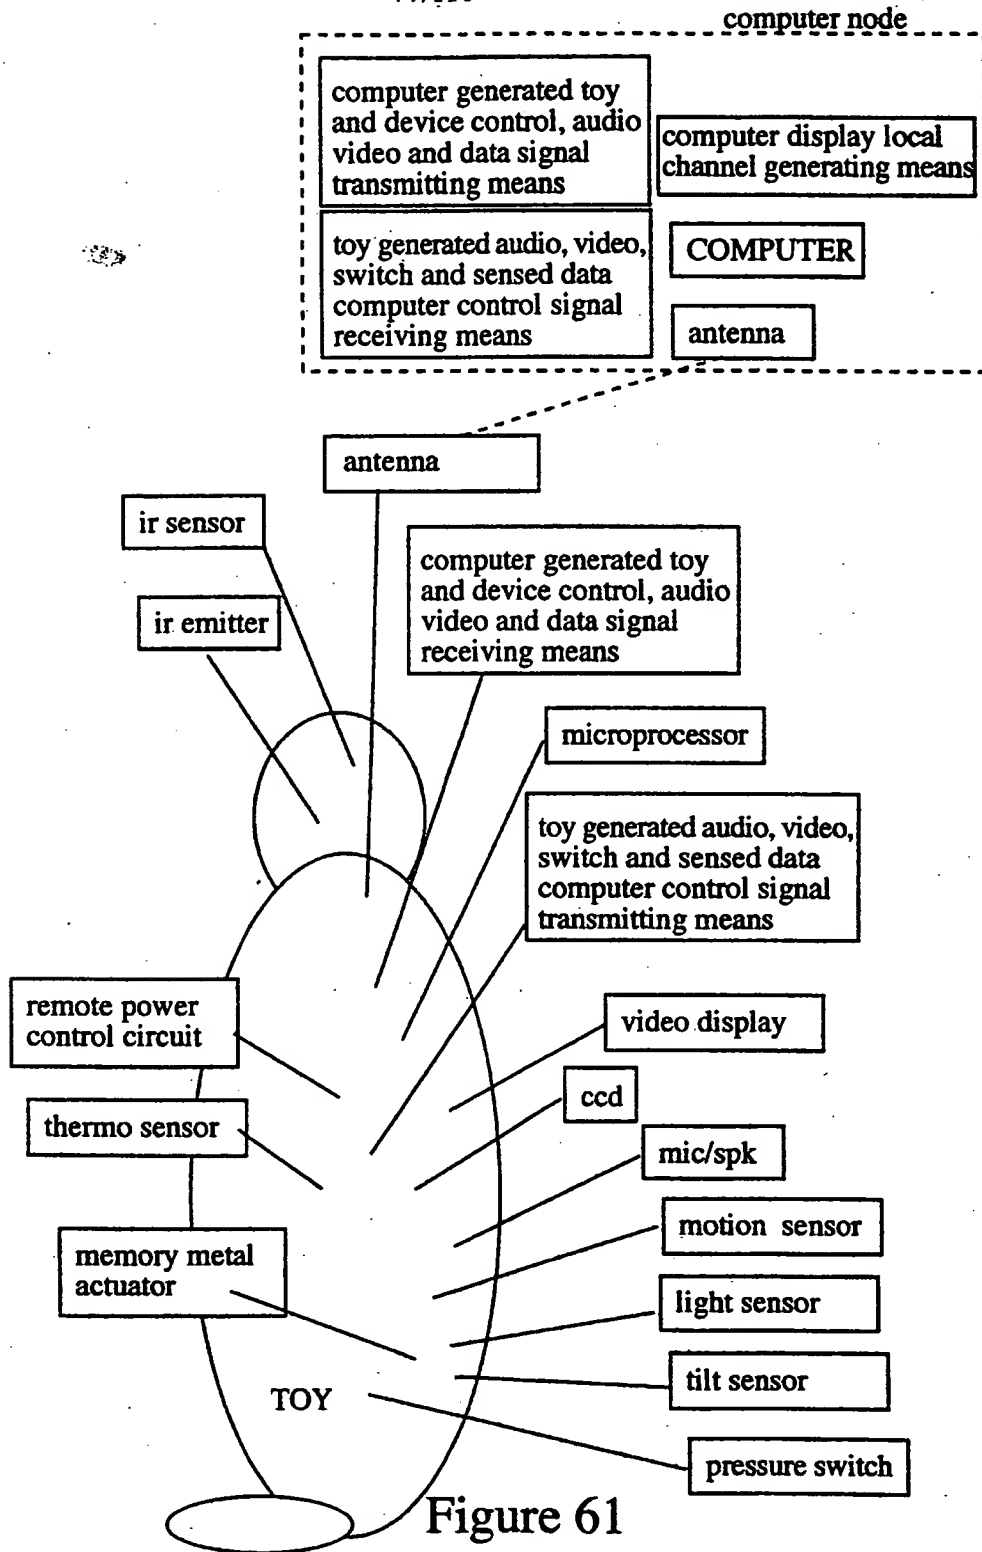 computer node
computer generated toy
and device control, audio
video and data signal
transmitting means
computer display local
channel generating means
toy generated audio, video,
switch and sensed data
computer control signal
receiving means
COMPUTER
antenna
antenna
ir sensor
computer generated toy
and device control, audio
video and data signal
receiving means
ir emitter
microprocessor
toy generated audio, video,
switch and sensed data
computer control signal
transmitting means
remote power
control circuit
video display
ccd
thermo sensor
mic/spk
motion sensor
memory metal
actuator
light sensor
tilt sensor
TOY
pressure switch
Figure 61